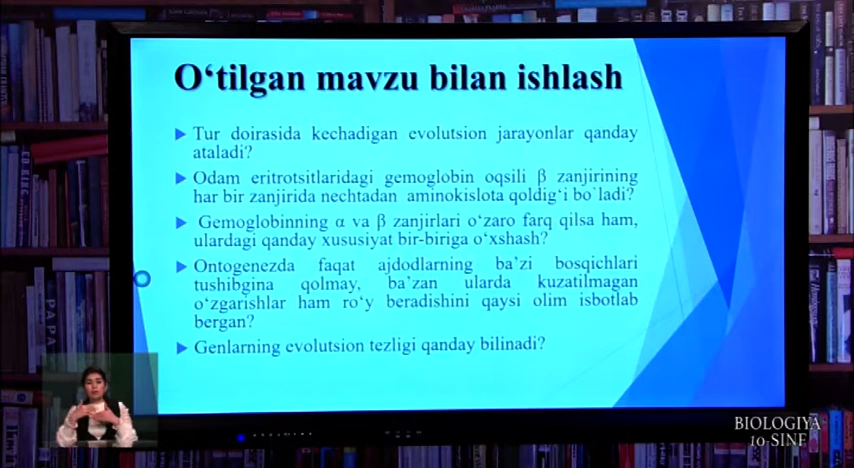 O‘tilgan mavzu bilan ishlash
Tur doirasida kechadigan evolutsion jarayonlar qanday
ataladi?
Odam eritrotsitlaridagi gemoglobin oqsili β zanjirining
har bir zanjirida nechtadan aminokislota qoldig‘i bo`ladi?
Gemoglobinning α va β zanjirlari o‘zaro farq qilsa ham,
ulardagi qanday xususiyat bir-biriga o‘xshash?
Ontogenezda faqat ajdodlarning ba’zi bosqichlari
tushibgina qolmay, ba’zan ularda kuzatilmagan
o‘zgarishlar ham ro‘y beradishini qaysi olim isbotlab
bergan?
Genlarning evolutsion tezligi qanday bilinadi?
PAPA
BIOLOGIYA
10-SINF